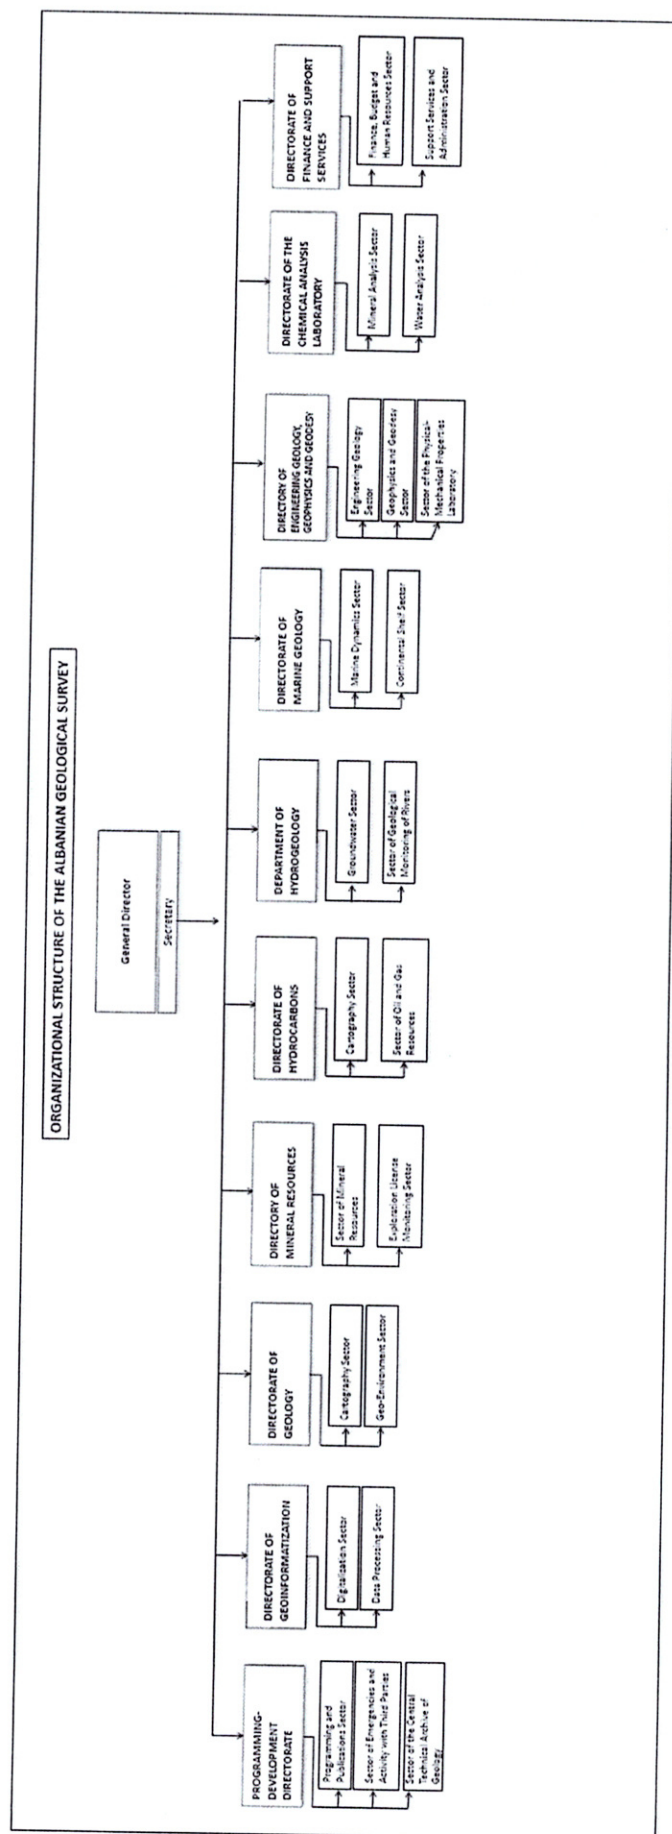 ORGANIZATIONAL STRUCTURE OF THE ALBANIAN GEOLOGICAL SURVEY
General Director
Secretary
PROGRAMMING-
DEVELOPMENT
DIRECTORATE
Programming and
Publications Sector
Sector of Emergencies and
Activity with Third Parties
Sector of the Central
Technical Archive of
Geology
DIRECTORATE OF
GEOINFORMATIZATION
Digitalisation Sector
Data Processing Sector
DIRECTORATE OF
GEOLOGY
Cartography Sector
Geo-Environment Sector
DIRECTORY OF
MINERAL RESOURCES
Sector of Mineral
Resources
Exploration License
Monitoring Sector
DIRECTORATE OF
HYDROCARBONS
Cartography Sector
Sector of Oil and Gas
Resources
DEPARTMENT OF
HYDROGEOLOGY
Groundwater Sector
Sector of Geological
Monitoring of Rivers
DIRECTORATE OF
MARINE GEOLOGY
Marine Dynamics Sector
Continental Shelf Sector
DIRECTORY OF
ENGINEERING GEOLOGY,
GEOPHYSICS AND GEODESY
Engineering Geology
Sector
Geophysics and Geodesy
Sector
Sector of the Physical-
Mechanical Properties
Laboratory
DIRECTORATE OF THE
CHEMICAL ANALYSIS
LABORATORY
Mineral Analysis Sector
Water Analysis Sector
DIRECTORATE OF
FINANCE AND SUPPORT
SERVICES
Finance, Budget and
Human Resources Sector
Support Services and
Administration Sector